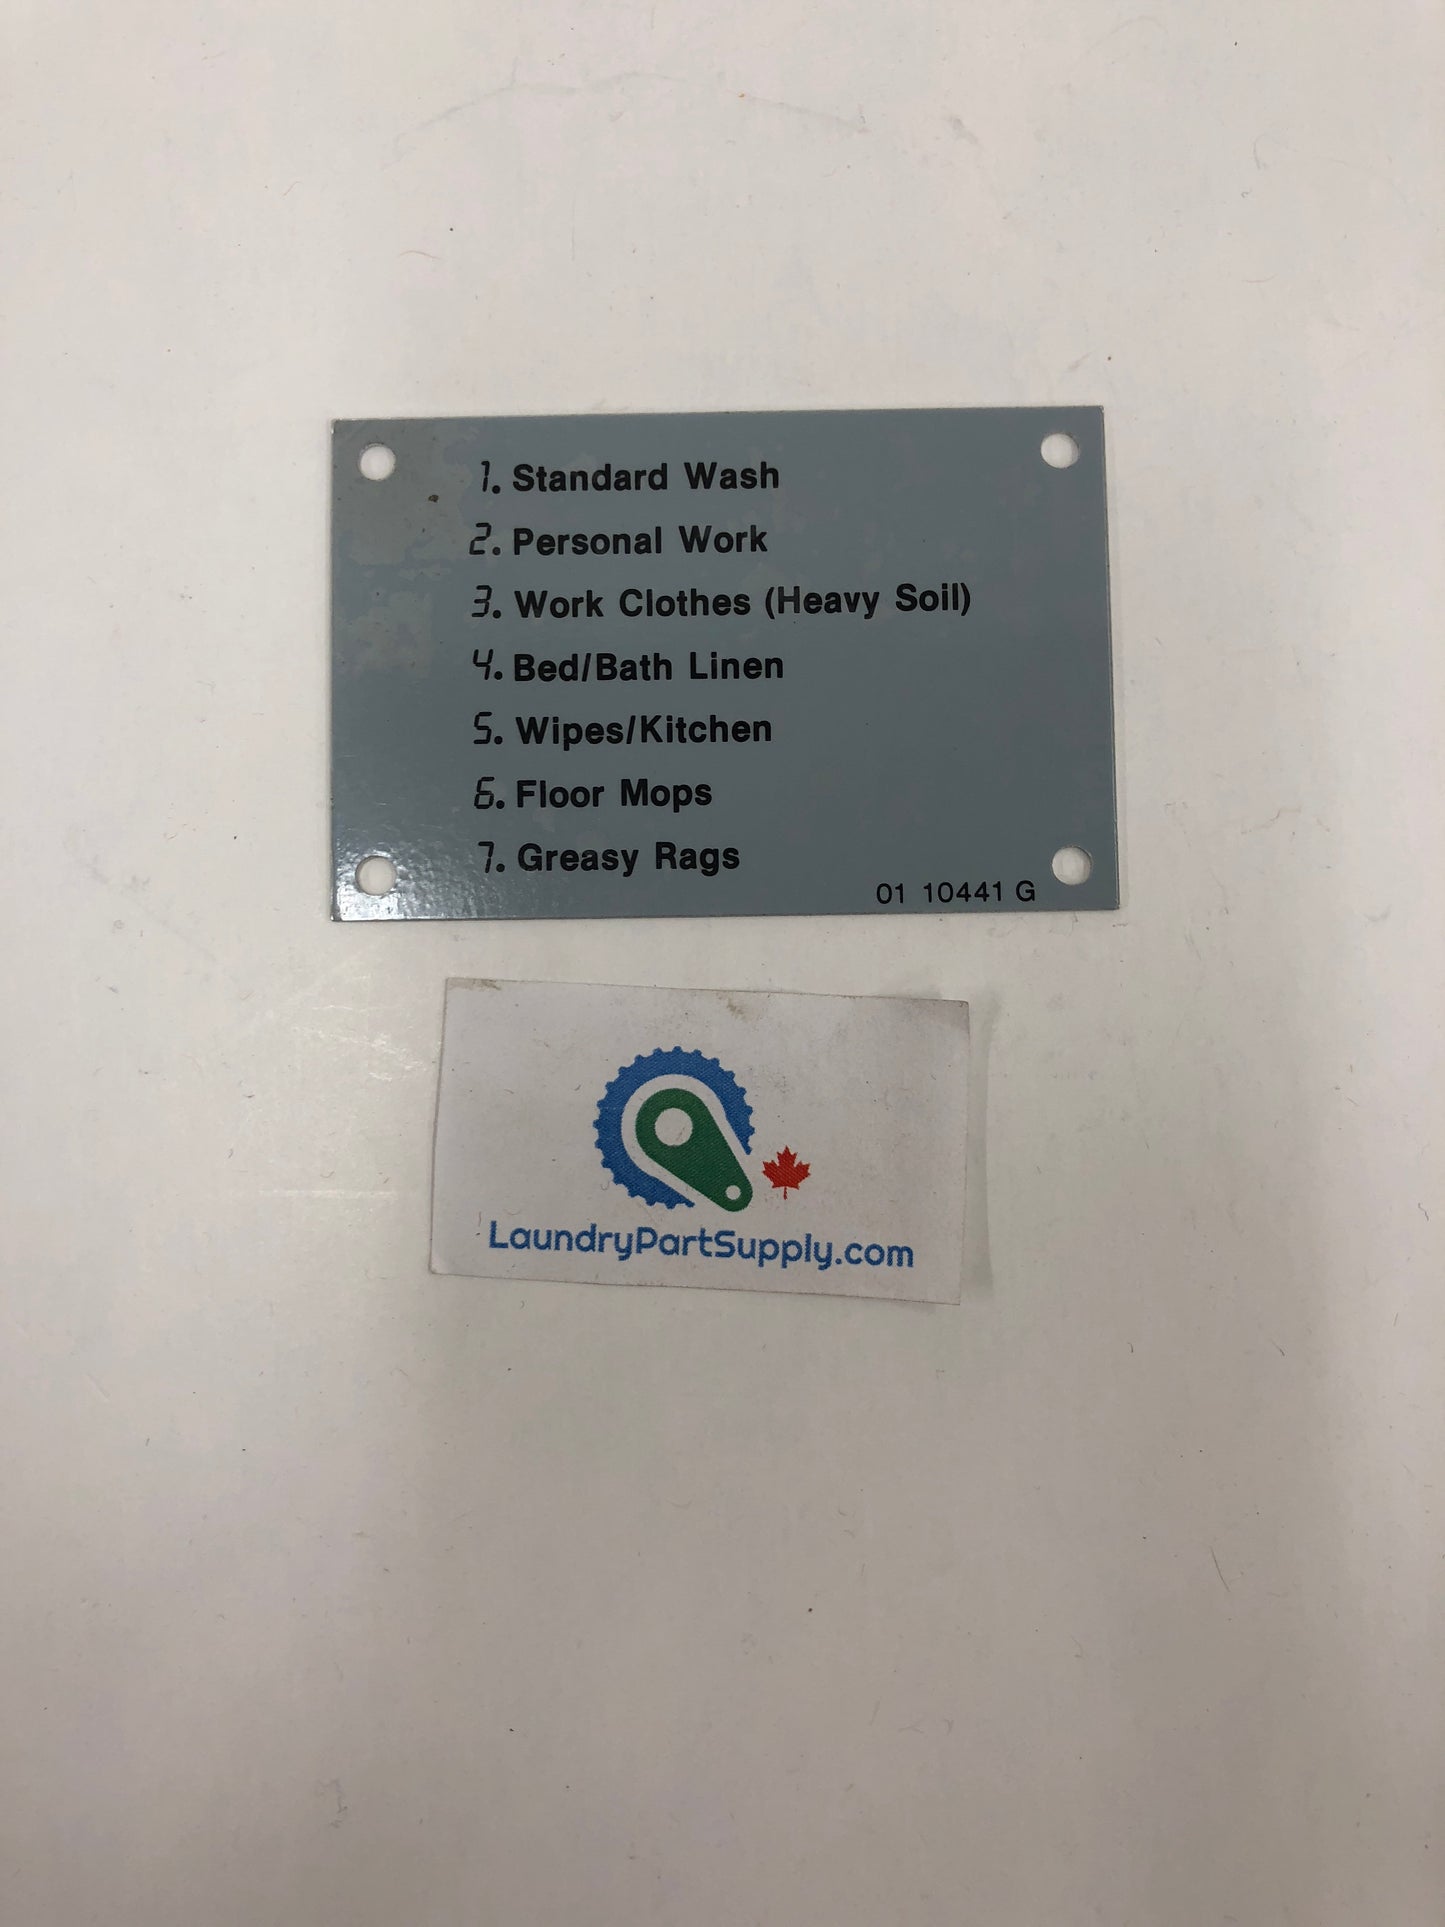 1. Standard Wash
2. Personal Work
3. Work Clothes (Heavy Soil)
4. Bed/Bath Linen
5. Wipes/Kitchen
6. Floor Mops
7. Greasy Rags
01 10441 G
LaundryPartSupply.com